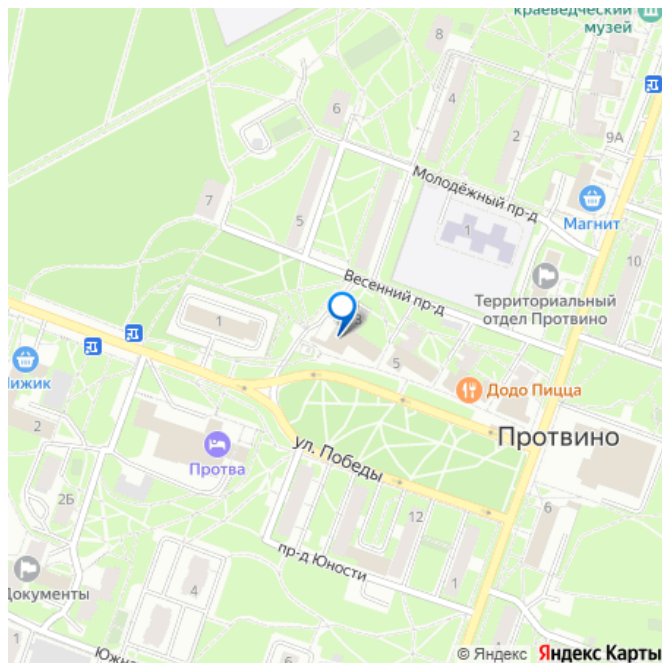 краеведческий
музей
8
4
6
2
9А
Молодёжный пр-д
Магнит
7
5
1
10
Весенний пр-д
Территориальный
отдел Протвино
1
3
5
Чижик
Додо Пицца
Протвино
2
Протва
ул. Победы
2Б
12
6
пр-д Юности
Документы
4
1
1
Южна
© Яндекс Яндекс Карты